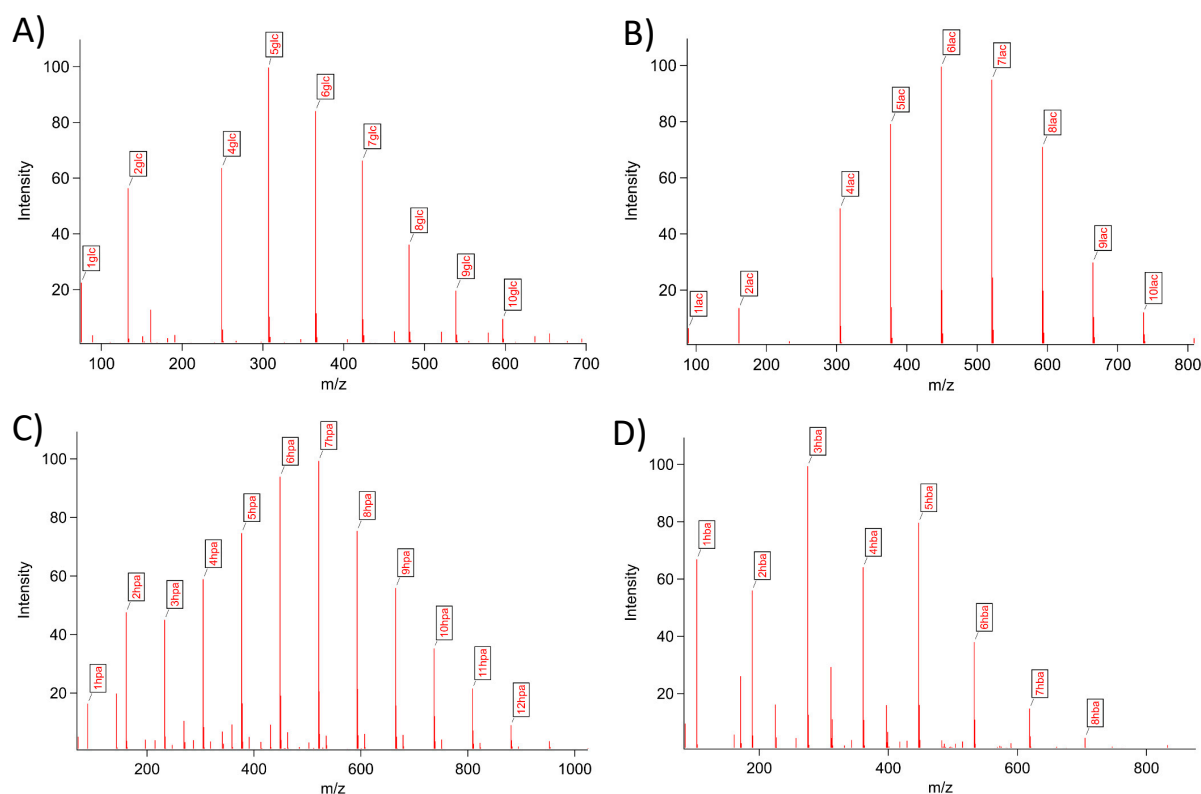 A)
Intensity
100
80
60
40
20
1glc
2glc
4glc
5glc
6glc
7glc
8glc
9glc
10glc
100 200 300 400 500 600 700
m/z
B)
Intensity
100
80
60
40
20
1lac
2lac
4lac
5lac
6lac
7lac
8lac
9lac
10lac
100 200 300 400 500 600 700 800
m/z
C)
Intensity
100
80
60
40
20
1hpa
2hpa
3hpa
4hpa
5hpa
6hpa
7hpa
8hpa
9hpa
10hpa
11hpa
12hpa
200 400 600 800 1000
m/z
D)
Intensity
100
80
60
40
20
1hba
2hba
3hba
4hba
5hba
6hba
7hba
8hba
200 400 600 800
m/z